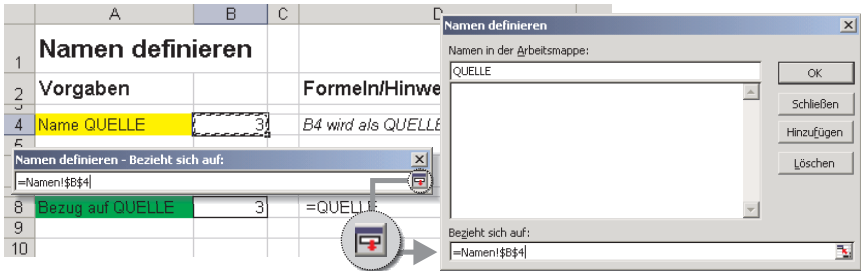 A B C D
1 Namen definieren
2 Vorgaben Formeln/Hinwe
3
4 Name QUELLE 3 B4 wird als QUELLE
5
Namen definieren - Bezieht sich auf:
=Namen!$B$4
8 Bezug auf QUELLE 3 =QUELLE
9
10
Namen definieren
Namen in der Arbeitsmappe:
QUELLE
OK
Schließen
Hinzufügen
Löschen
Bezieht sich auf:
=Namen!$B$4